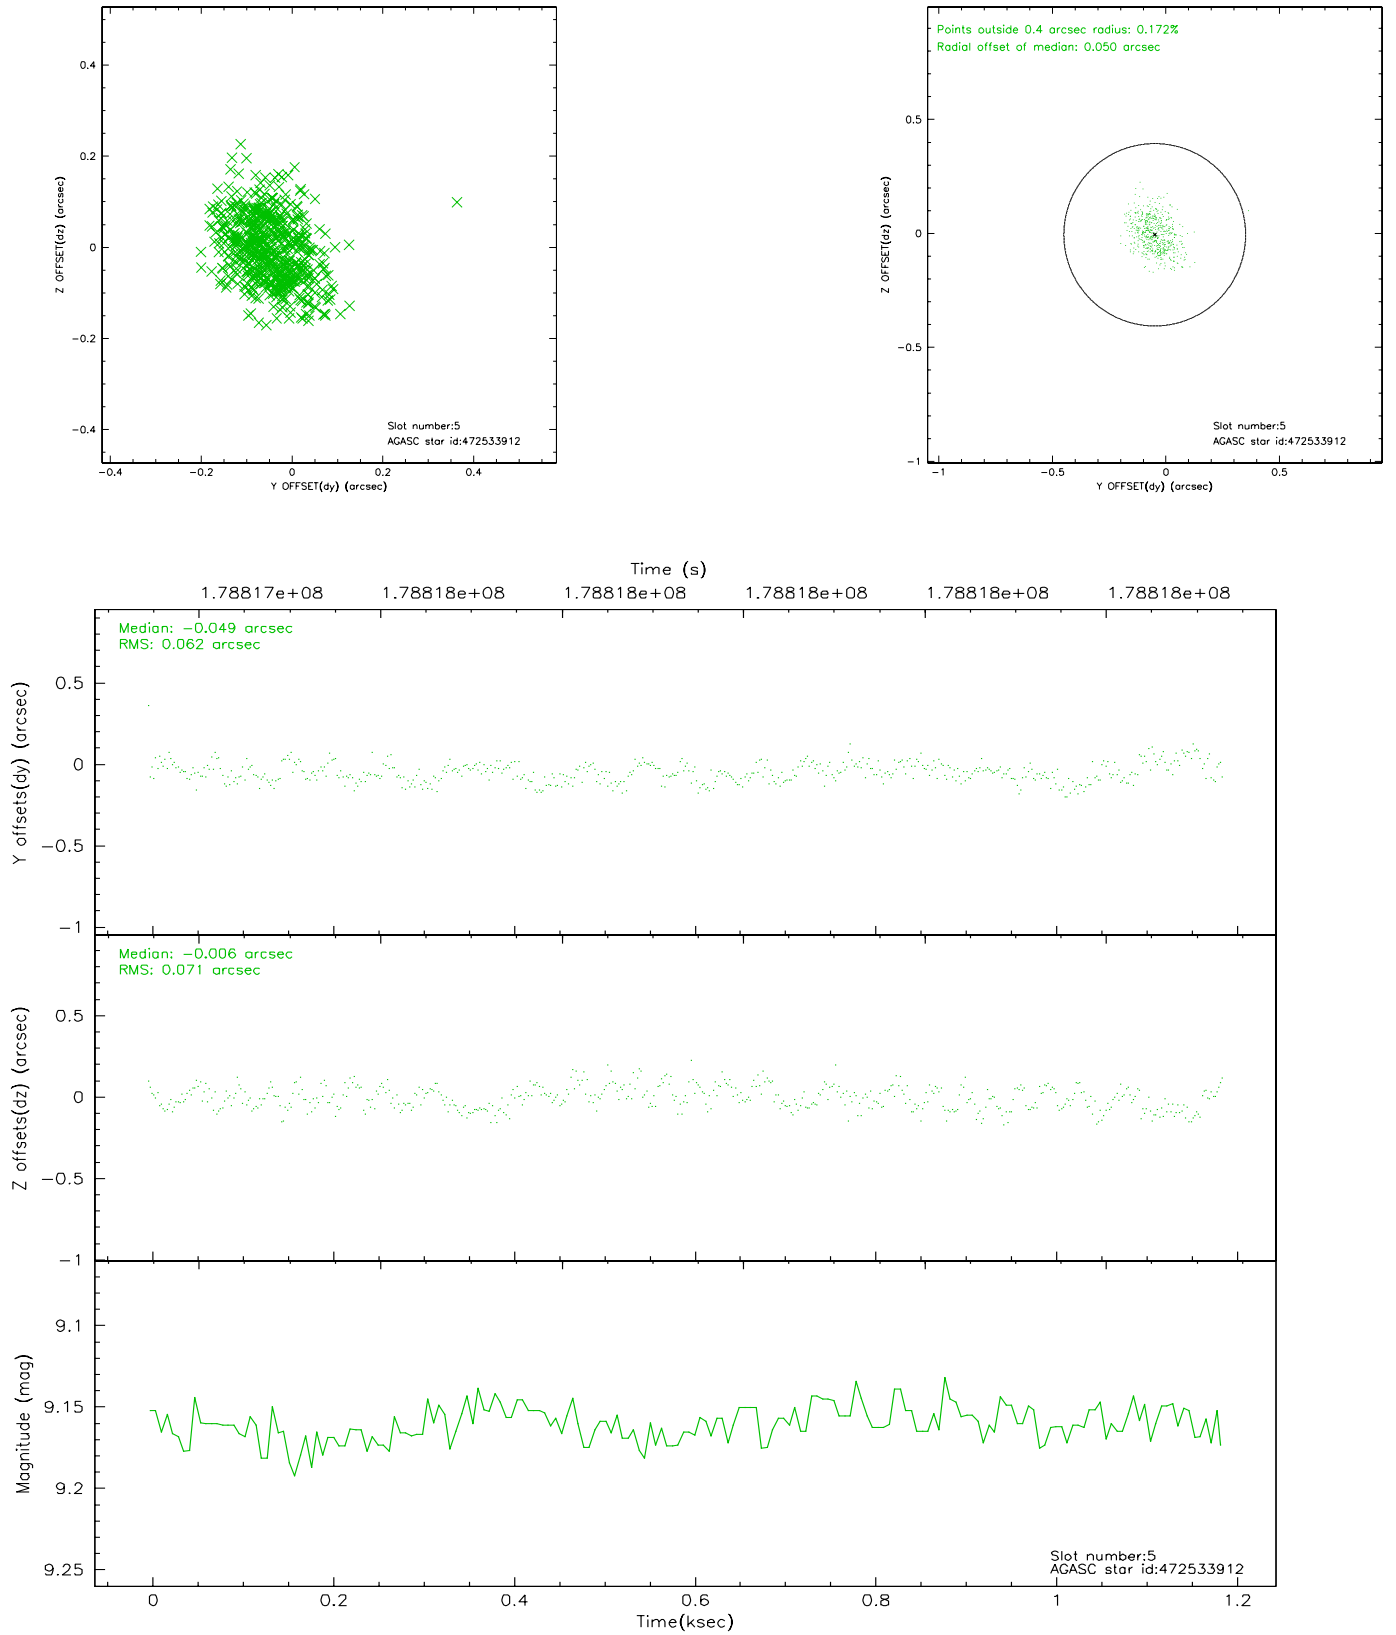 0.4
0.2
0
−0.2
−0.4
Z OFFSET(dz) (arcsec)
Slot number:5
AGASC star id:472533912
−0.4 −0.2 0 0.2 0.4
Y OFFSET(dy) (arcsec)
Points outside 0.4 arcsec radius: 0.172%
Radial offset of median: 0.050 arcsec
0.5
0
−0.5
−1
Z OFFSET(dz) (arcsec)
Slot number:5
AGASC star id:472533912
−1 −0.5 0 0.5
Y OFFSET(dy) (arcsec)
Time (s)
1.78817e+08 1.78818e+08 1.78818e+08 1.78818e+08 1.78818e+08 1.78818e+08
Median: −0.049 arcsec
RMS: 0.062 arcsec
0.5
0
−0.5
−1
Y offsets(dy) (arcsec)
Median: −0.006 arcsec
RMS: 0.071 arcsec
0.5
0
−0.5
−1
Z offsets(dz) (arcsec)
9.1
9.15
9.2
9.25
Magnitude (mag)
Slot number:5
AGASC star id:472533912
0 0.2 0.4 0.6 0.8 1 1.2
Time(ksec)